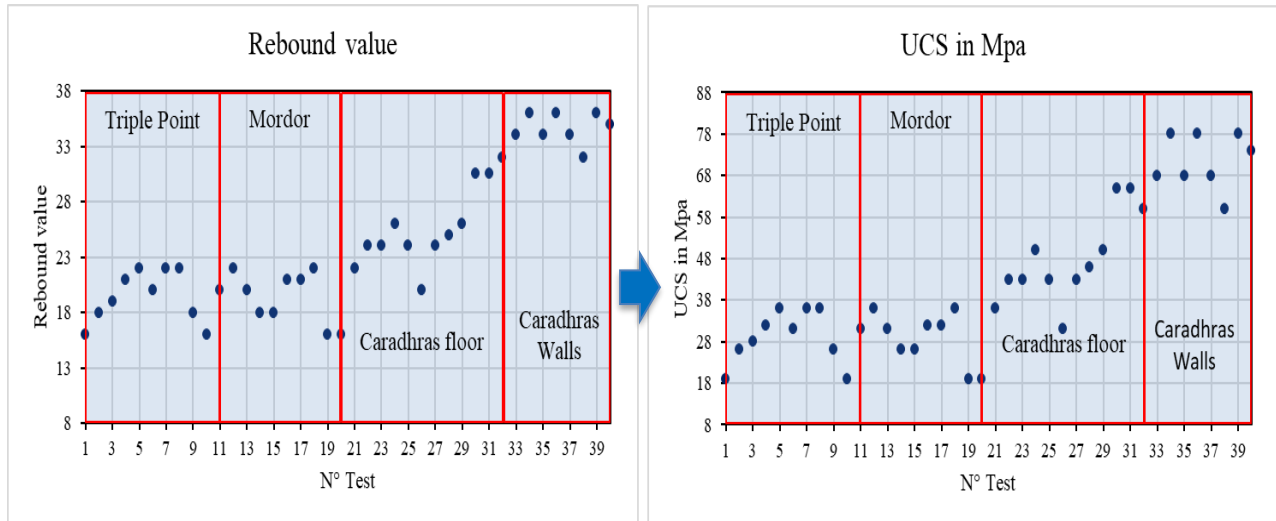 Rebound value
Rebound value
38
33
28
23
18
13
8
Triple Point
Mordor
Caradhras floor
Caradhras
Walls
1 3 5 7 9 11 13 15 17 19 21 23 25 27 29 31 33 35 37 39
N° Test
UCS in Mpa
UCS in Mpa
88
78
68
58
48
38
28
18
8
Triple Point
Mordor
Caradhras floor
Caradhras
Walls
1 3 5 7 9 11 13 15 17 19 21 23 25 27 29 31 33 35 37 39
N° Test